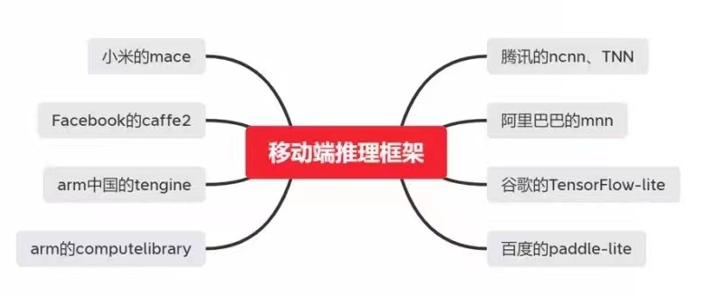 小米的mace
Facebook的caffe2
arm中国的tengine
arm的computelibrary
移动端推理框架
腾讯的ncnn、TNN
阿里巴巴的mnn
谷歌的TensorFlow-lite
百度的paddle-lite